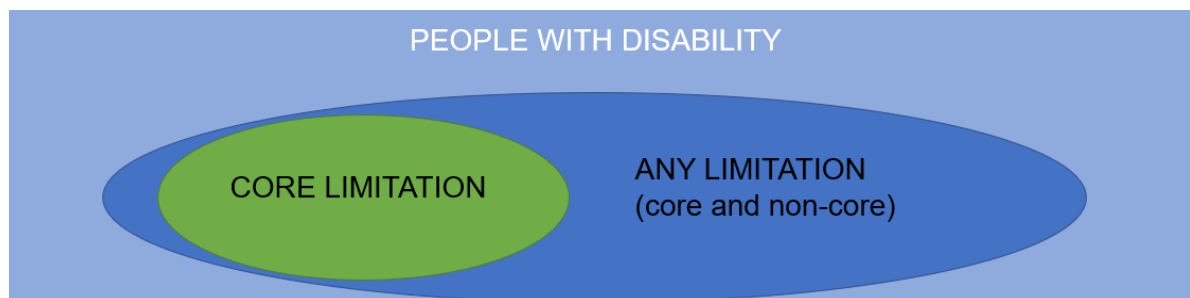 PEOPLE WITH DISABILITY
CORE LIMITATION
ANY LIMITATION
(core and non-core)